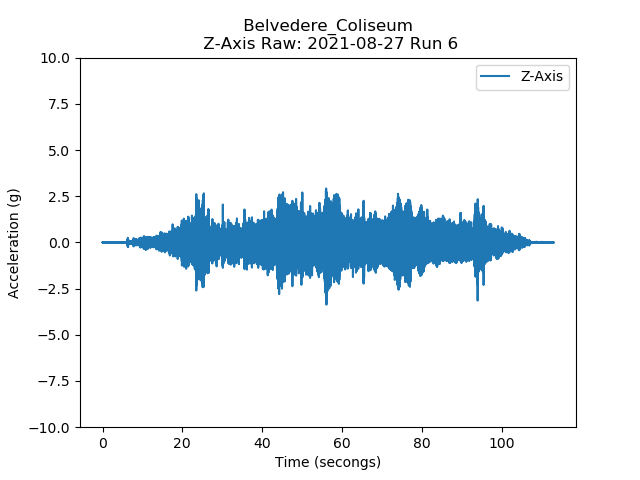 Belvedere_Coliseum
Z-Axis Raw: 2021-08-27 Run 6
Z-Axis
10.0
7.5
5.0
2.5
0.0
−2.5
−5.0
−7.5
−10.0
Acceleration (g)
0 20 40 60 80 100
Time (secongs)